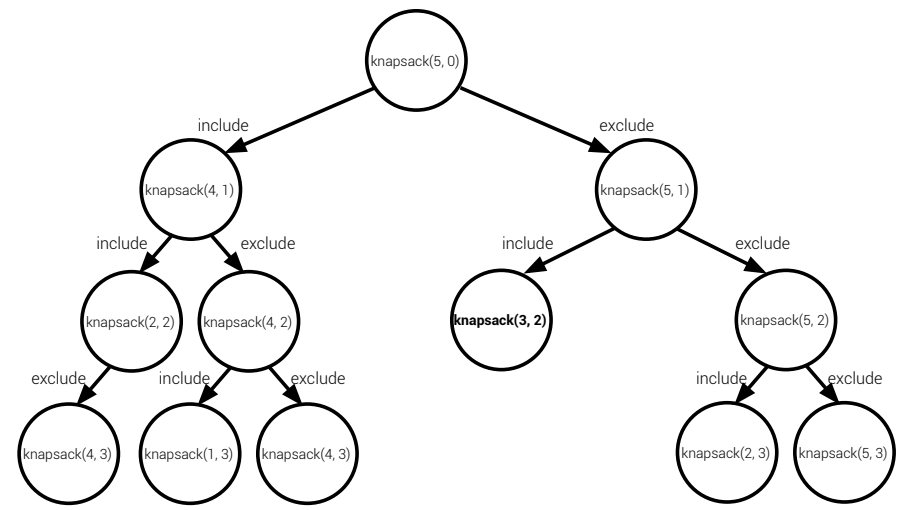 knapsack(5, 0)
include
exclude
knapsack(4, 1)
knapsack(5, 1)
include
exclude
include
exclude
knapsack(2, 2)
knapsack(4, 2)
knapsack(3, 2)
knapsack(5, 2)
exclude
include
exclude
include
exclude
knapsack(4, 3)
knapsack(1, 3)
knapsack(4, 3)
knapsack(2, 3)
knapsack(5, 3)